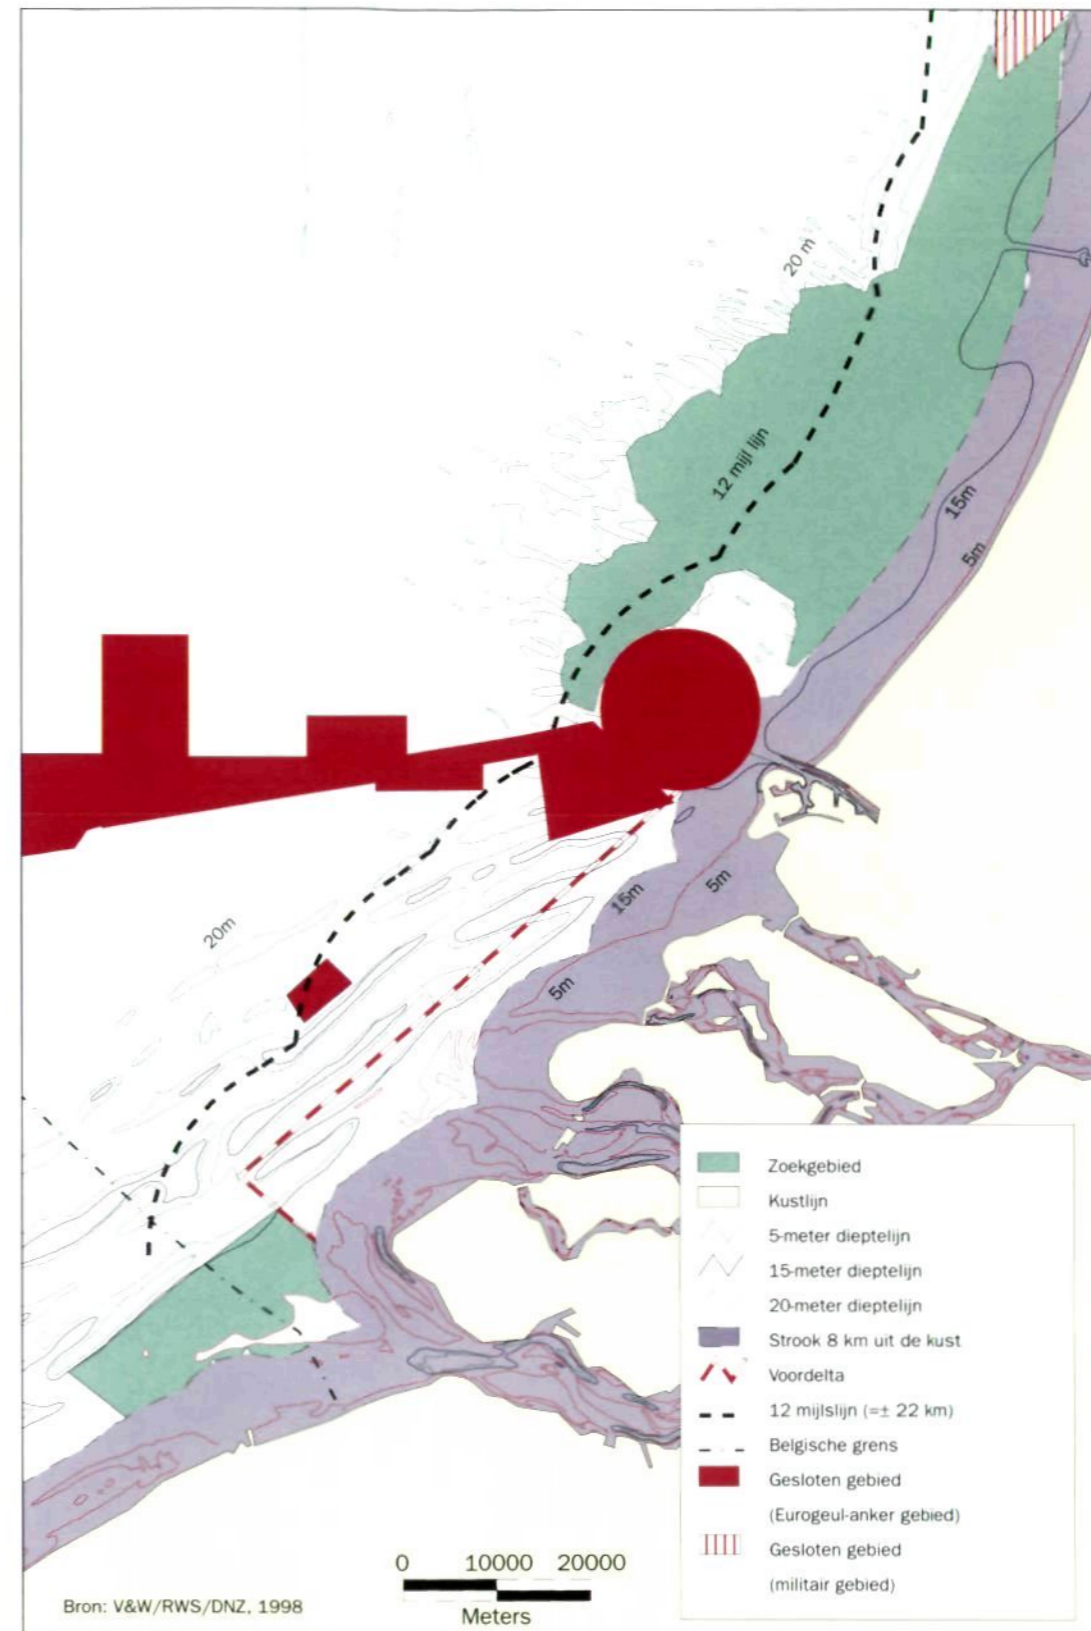 20 m
12 mijl lijn
15m
5m
15m
5m
20m
5m
Zoekgebied
Kustlijn
5-meter dieptelijn
15-meter dieptelijn
20-meter dieptelijn
Strook 8 km uit de kust
Voordelta
12 mijlslijn (=± 22 km)
Belgische grens
Gesloten gebied
(Eurogeul-anker gebied)
Gesloten gebied
(militair gebied)
0 10000 20000
Meters
Bron: V&W/RWS/DNZ, 1998